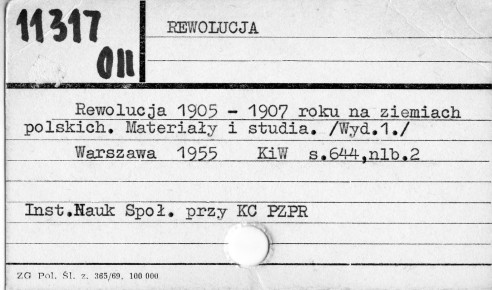 11317
OII
REWOLUCJA
Rewolucja 1905 - 1907 roku na ziemiach
polskich. Materiały i studia. /Wyd.1./
Warszawa 1955 KiW s.644,nlb.2
Inst.Nauk Społ. przy KC PZPR
ZG Pol. Śl. z. 365/69, 100 000